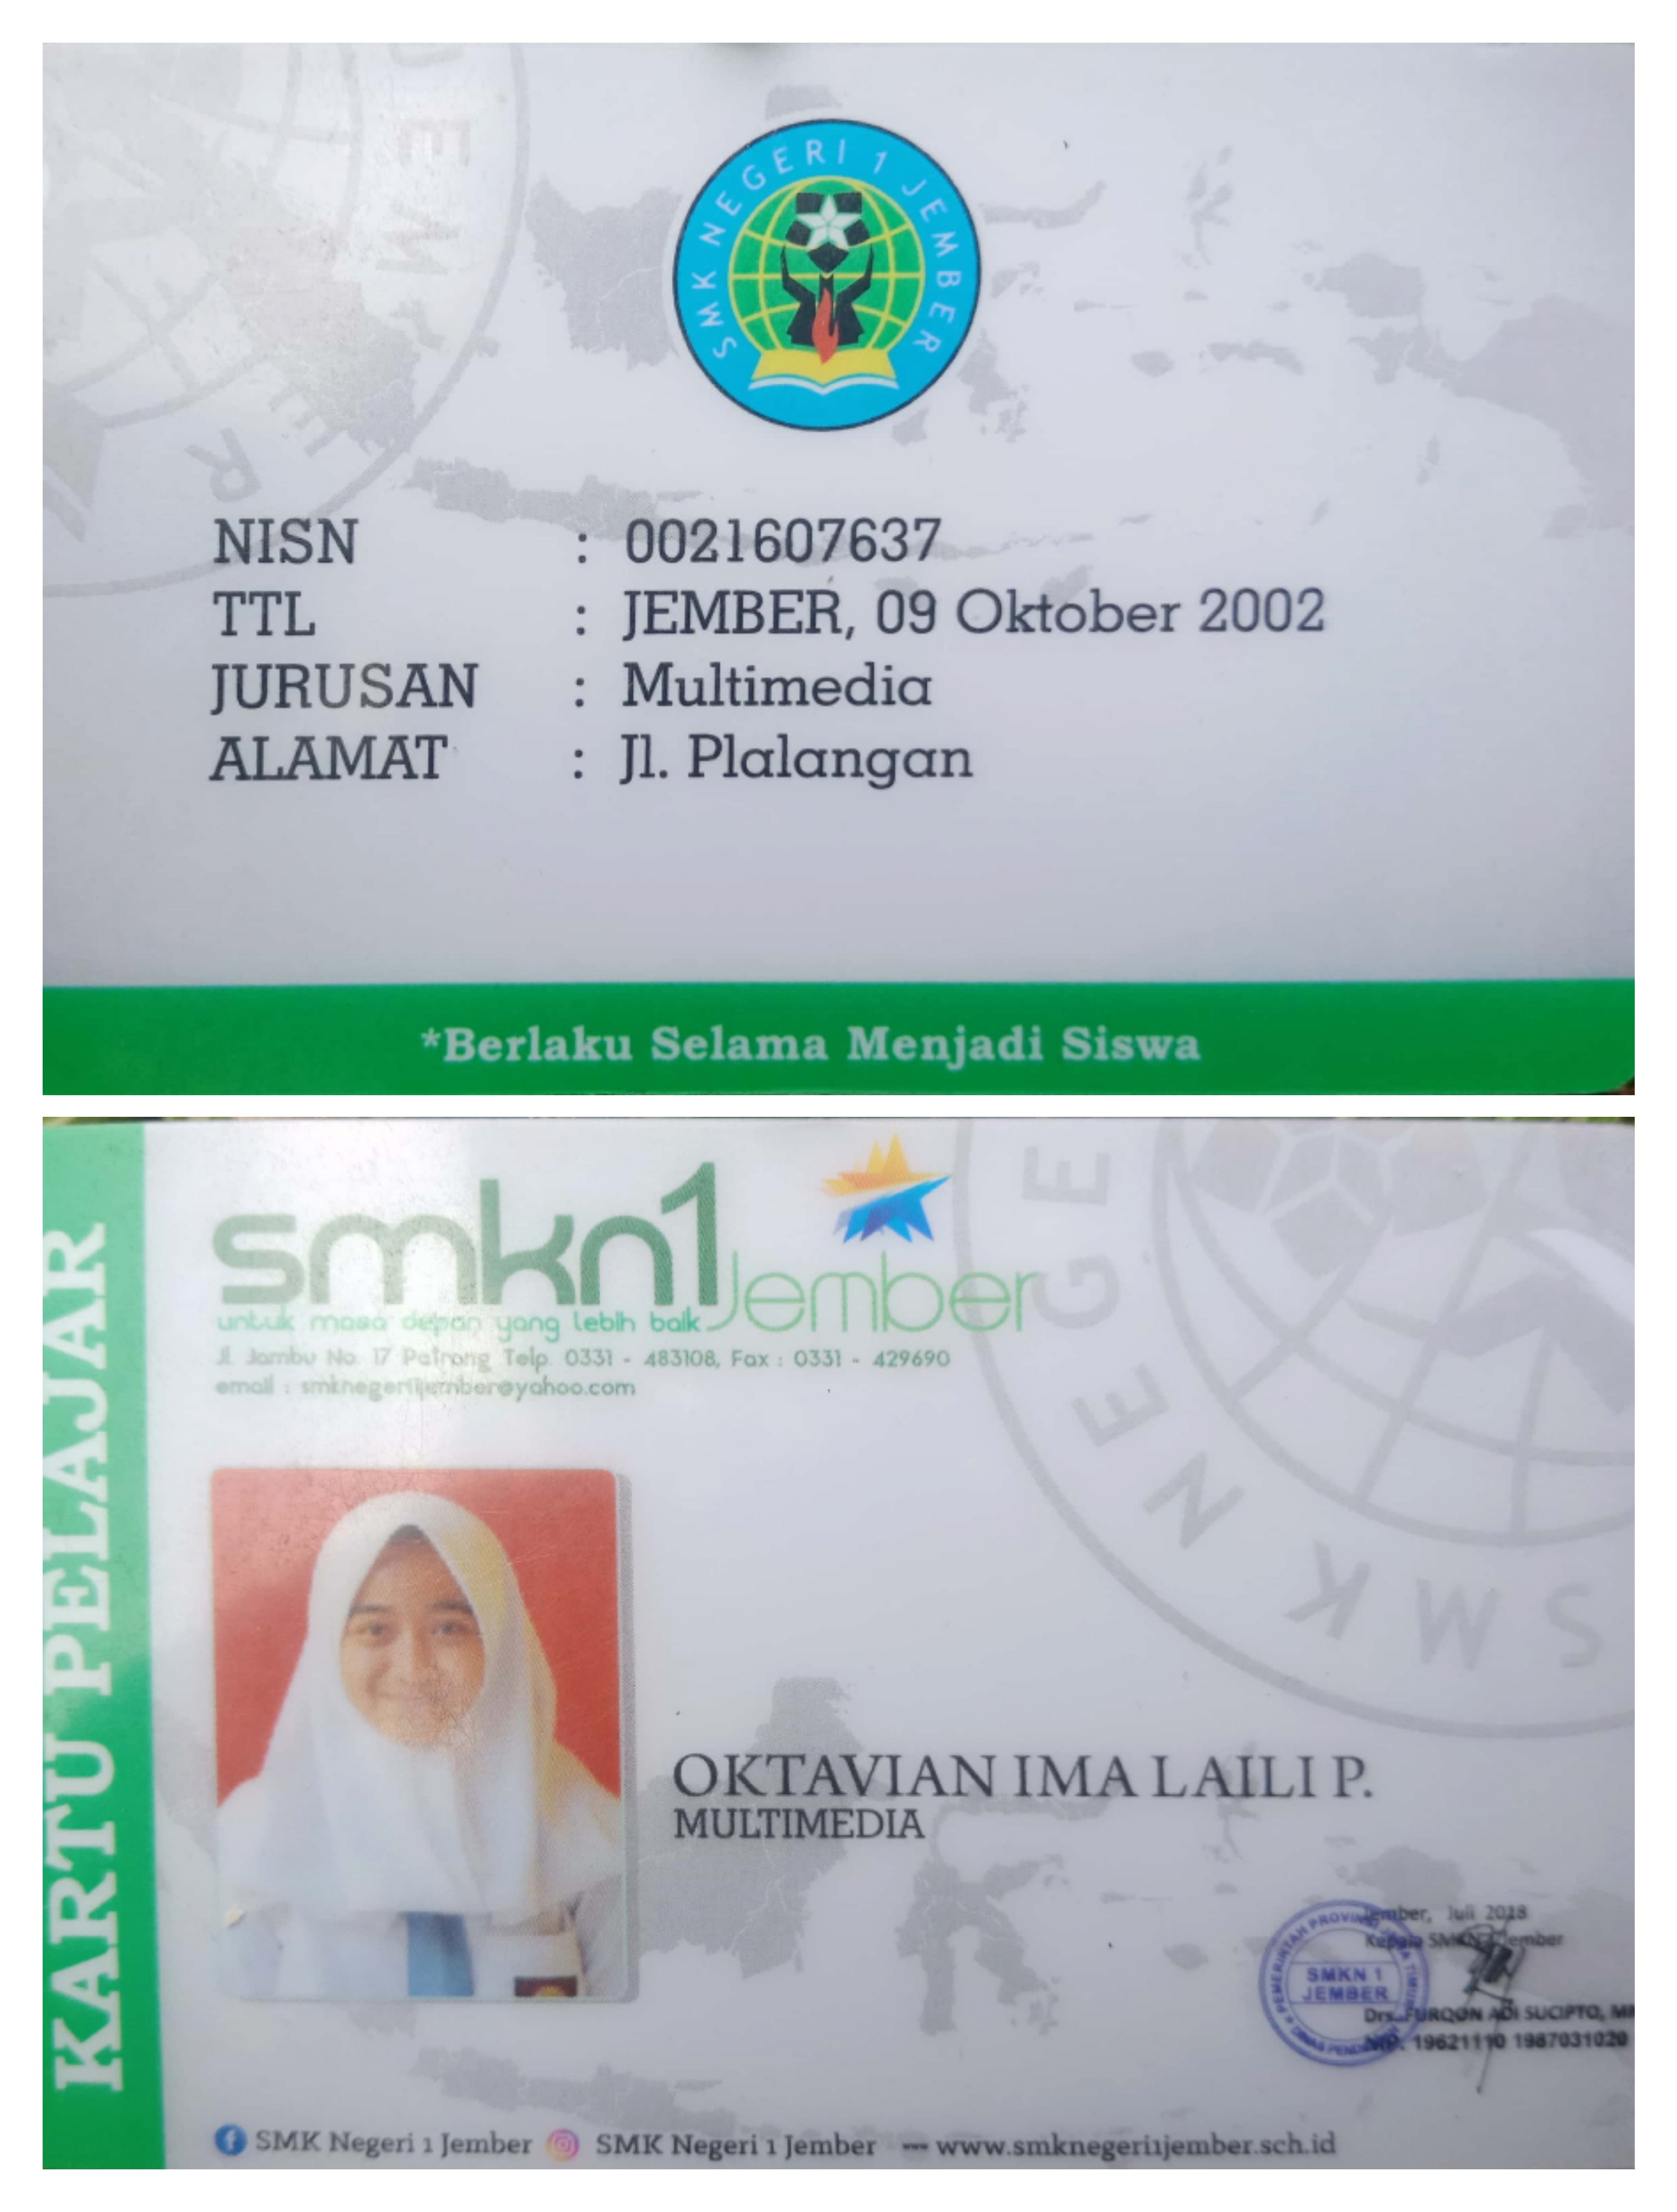 SMK NEGERI 1 JEMBER
NISN : 0021607637
TTL : JEMBER, 09 Oktober 2002
JURUSAN : Multimedia
ALAMAT : Jl. Plalangan
*Berlaku Selama Menjadi Siswa
KARTU PELAJAR
smkn1 Jember
untuk masa depan yang lebih baik
Jl. Jambu No. 17 Patrang Telp. 0331 - 483108, Fax : 0331 - 429690
email : smknegeri1jember@yahoo.com
SMK NEGE
OKTAVIAN IMA LAILI P.
MULTIMEDIA
Jember, Juli 2018
Kepala SMKN 1 Jember
PEMERINTAH PROVINSI JAWA TIMUR
SMKN 1
JEMBER
DINAS PENDIDIKAN
Drs. FURQON ADI SUCIPTO, MM
NIP. 19621110 1987031020
SMK Negeri 1 Jember SMK Negeri 1 Jember www.smknegeri1jember.sch.id